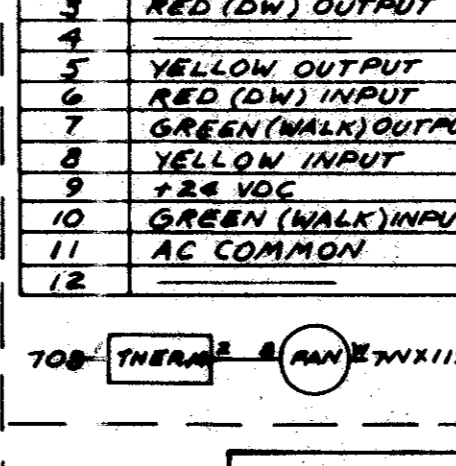 3 RED (DW) OUTPUT
4
5 YELLOW OUTPUT
6 RED (DW) INPUT
7 GREEN (WALK) OUTPU
8 YELLOW INPUT
9 +24 VDC
10 GREEN (WALK) INPU
11 AC COMMON
12
THERM 2 FAN